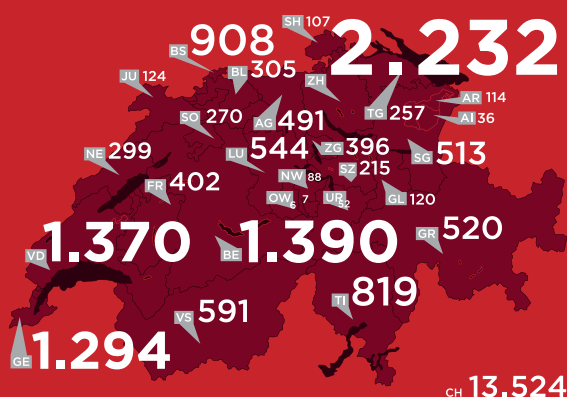 SH 107
2.232
BS 908
BL 305
JU 124
ZH
AR 114
TG 257
AI 36
SO 270
AG 491
NE 299
LU 544
ZG 396
SG 513
SZ 215
FR 402
NW 88
OW 6 7
UR 52
GL 120
GR 520
VD 1.370
BE 1.390
TI 819
VS 591
GE 1.294
CH 13.524